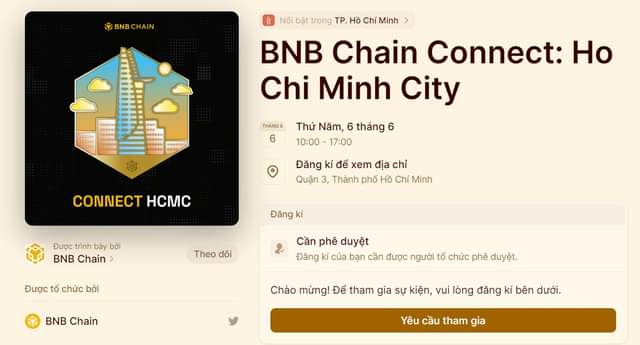 BNB CHAIN
CONNECT HCMC
Được trình bày bởi
BNB Chain
Theo dõi
Được tổ chức bởi
BNB Chain
Nổi bật trong TP. Hồ Chí Minh
BNB Chain Connect: Ho
Chi Minh City
THÁNG 6
6
Thứ Năm, 6 tháng 6
10:00 - 17:00
Đăng kí để xem địa chỉ
Quận 3, Thành phố Hồ Chí Minh
Đăng kí
Cần phê duyệt
Đăng kí của bạn cần được người tổ chức phê duyệt.
Chào mừng! Để tham gia sự kiện, vui lòng đăng kí bên dưới.
Yêu cầu tham gia